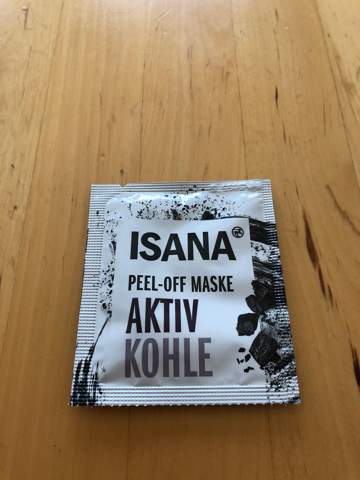 ISANA
PEEL-OFF MASKE
AKTIV
KOHLE